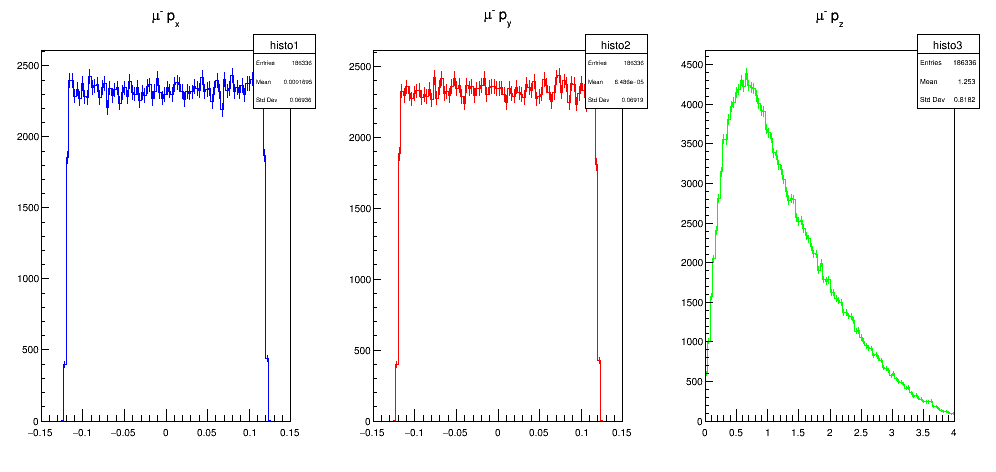 μ⁻ pₓ
histo1
Entries 186336
Mean 0.0001695
Std Dev 0.06936
2500
2000
1500
1000
500
0
−0.15 −0.1 −0.05 0 0.05 0.1 0.15
μ⁻ p_y
histo2
Entries 186336
Mean 8.486e−05
Std Dev 0.06919
2500
2000
1500
1000
500
0
−0.15 −0.1 −0.05 0 0.05 0.1 0.15
μ⁻ p_z
histo3
Entries 186336
Mean 1.253
Std Dev 0.8182
4500
4000
3500
3000
2500
2000
1500
1000
500
0
0 0.5 1 1.5 2 2.5 3 3.5 4